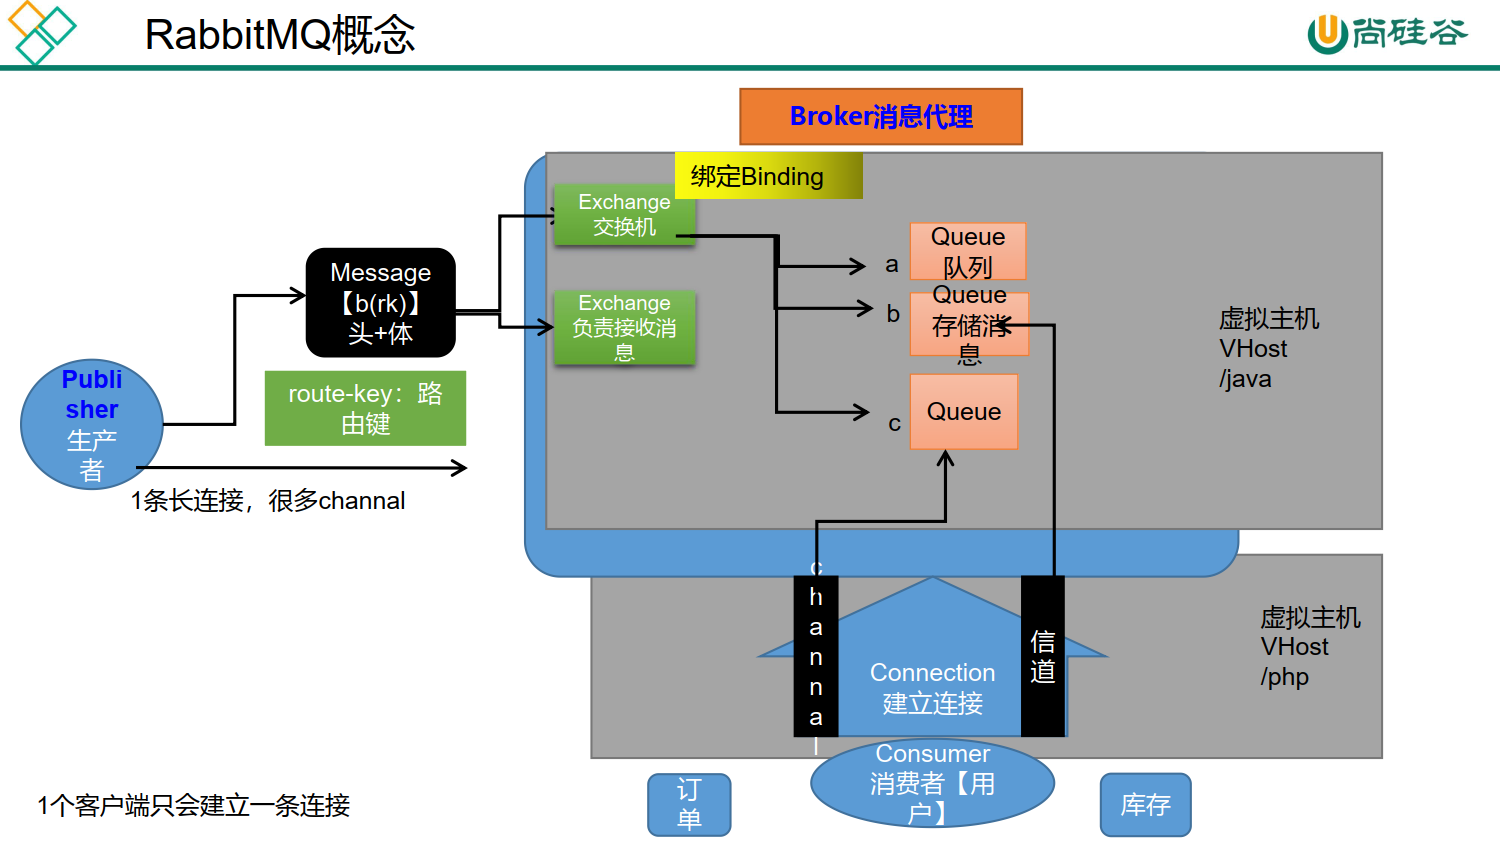 RabbitMQ概念
尚硅谷
Broker消息代理
绑定Binding
Exchange
交换机
Exchange
负责接收消
息
Message
【b(rk)】
头+体
route-key：路
由键
Publi
sher
生产
者
1条长连接，很多channal
a
Queue
队列
b
Queue
存储消
息
c
Queue
虚拟主机
VHost
/java
虚拟主机
VHost
/php
c
h
a
n
n
a
l
信
道
Connection
建立连接
Consumer
消费者【用
户】
订
单
库存
1个客户端只会建立一条连接